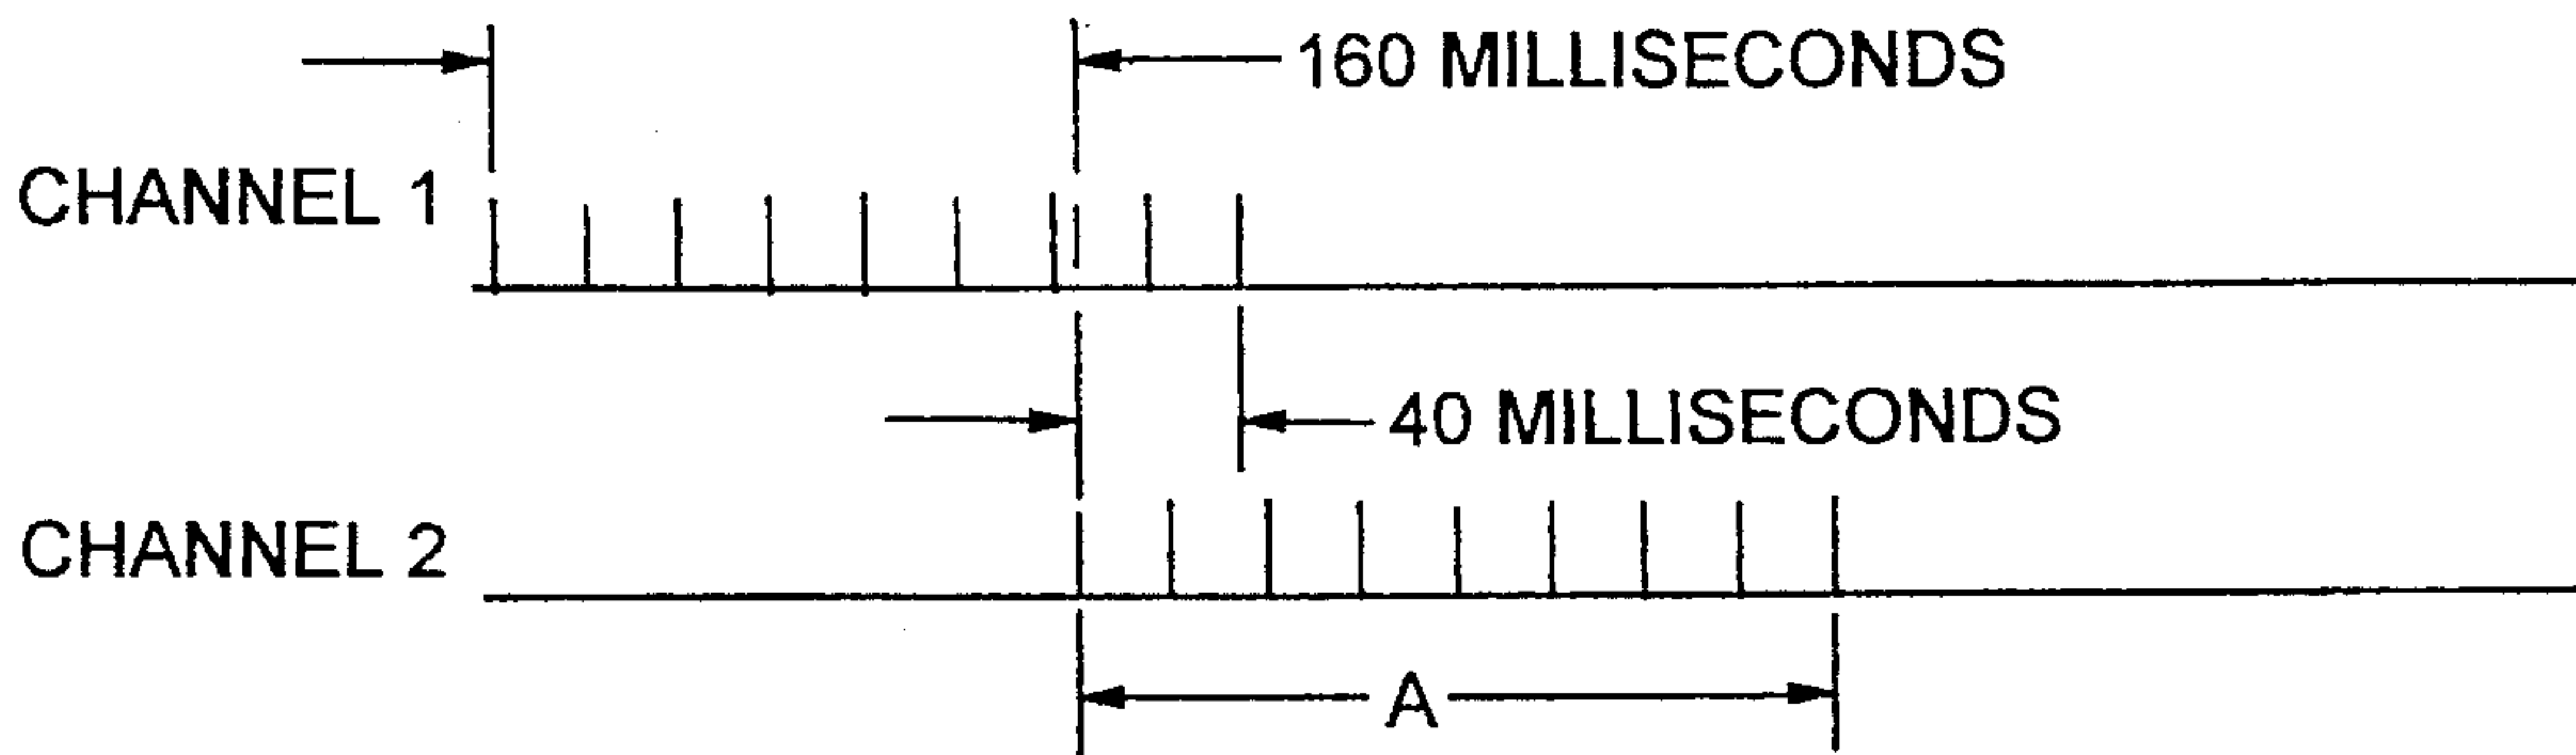 160 MILLISECONDS
CHANNEL 1
40 MILLISECONDS
CHANNEL 2
A